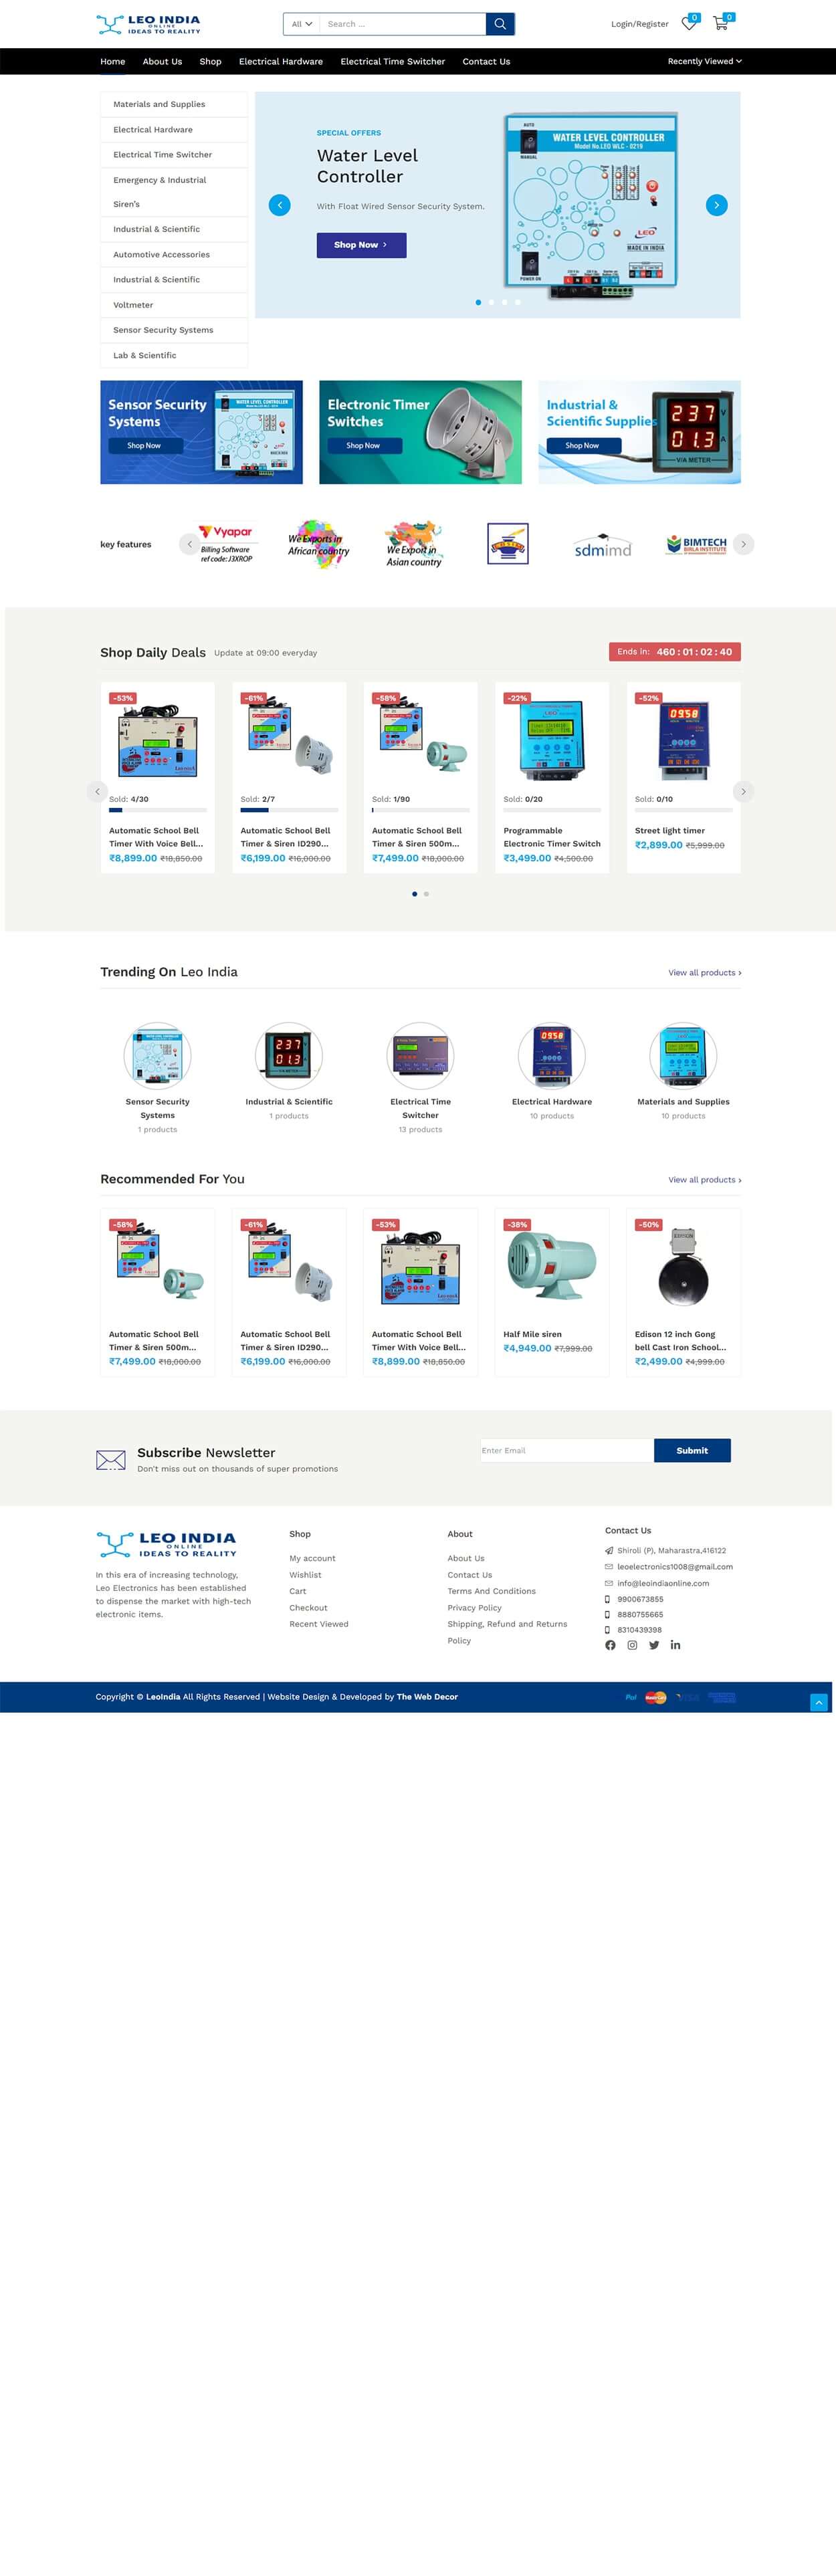 LEO INDIA
ONLINE
IDEAS TO REALITY
All
Search ...
Login/Register
0
0
Home
About Us
Shop
Electrical Hardware
Electrical Time Switcher
Contact Us
Recently Viewed
Materials and Supplies
Electrical Hardware
Electrical Time Switcher
Emergency & Industrial
Siren's
Industrial & Scientific
Automotive Accessories
Industrial & Scientific
Voltmeter
Sensor Security Systems
Lab & Scientific
SPECIAL OFFERS
Water Level
Controller
With Float Wired Sensor Security System.
Shop Now
AUTO
MANUAL
WATER LEVEL CONTROLLER
Model No.LEO WLC - 0219
LEO
MADE IN INDIA
POWER ON
Sensor Security
Systems
Shop Now
WATER LEVEL CONTROLLER
Electronic Timer
Switches
Shop Now
Industrial &
Scientific Supplies
Shop Now
237 V
01.3 A
V/A METER
key features
Vyapar
Billing Software
ref code: J3XROP
We Exports in
African country
We Export in
Asian country
sdmimd
BIMTECH
BIRLA INSTITUTE
Shop Daily Deals
Update at 09:00 everyday
Ends in: 460 : 01 : 02 : 40
-53%
-61%
-58%
-22%
-52%
09:58
Sold: 4/30
Sold: 2/7
Sold: 1/90
Sold: 0/20
Sold: 0/10
Automatic School Bell
Timer With Voice Bell...
₹8,899.00 ₹18,850.00
Automatic School Bell
Timer & Siren ID290...
₹6,199.00 ₹16,000.00
Automatic School Bell
Timer & Siren 500m...
₹7,499.00 ₹18,000.00
Programmable
Electronic Timer Switch
₹3,499.00 ₹4,500.00
Street light timer
₹2,899.00 ₹5,999.00
Trending On Leo India
View all products
237
01.3
V/A METER
09:58
Sensor Security
Systems
1 products
Industrial & Scientific
1 products
Electrical Time
Switcher
13 products
Electrical Hardware
10 products
Materials and Supplies
10 products
Recommended For You
View all products
-58%
-61%
-53%
-38%
-50%
EDITION
Automatic School Bell
Timer & Siren 500m...
₹7,499.00 ₹18,000.00
Automatic School Bell
Timer & Siren ID290...
₹6,199.00 ₹16,000.00
Automatic School Bell
Timer With Voice Bell...
₹8,899.00 ₹18,850.00
Half Mile siren
₹4,949.00 ₹7,999.00
Edison 12 inch Gong
bell Cast Iron School...
₹2,499.00 ₹4,999.00
Subscribe Newsletter
Don't miss out on thousands of super promotions
Enter Email
Submit
LEO INDIA
ONLINE
IDEAS TO REALITY
In this era of increasing technology,
Leo Electronics has been established
to dispense the market with high-tech
electronic items.
Shop
My account
Wishlist
Cart
Checkout
Recent Viewed
About
About Us
Contact Us
Terms And Conditions
Privacy Policy
Shipping, Refund and Returns
Policy
Contact Us
Shiroli (P), Maharastra,416122
leoelectronics1008@gmail.com
info@leoindiaonline.com
9900673855
8880755665
8310439398
Copyright © LeoIndia All Rights Reserved | Website Design & Developed by The Web Decor
Pal
MasterCard